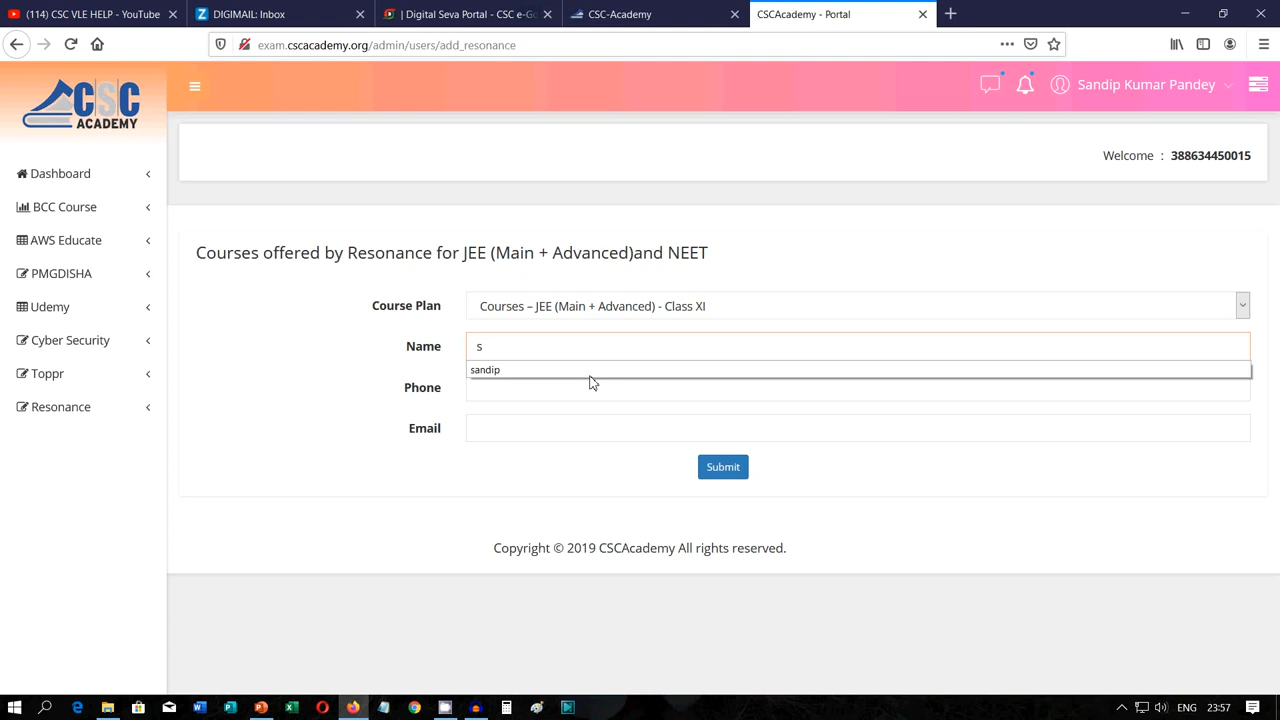 (114) CSC VLE HELP - YouTube
DIGIMAIL: Inbox
| Digital Seva Portal - CSC e-Go
CSC-Academy
CSCAcademy - Portal
exam.cscacademy.org/admin/users/add_resonance
CSC
ACADEMY
Sandip Kumar Pandey
Welcome : 388634450015
Dashboard
BCC Course
AWS Educate
PMGDISHA
Udemy
Cyber Security
Toppr
Resonance
Courses offered by Resonance for JEE (Main + Advanced)and NEET
Course Plan
Courses – JEE (Main + Advanced) - Class XI
Name
s
sandip
Phone
Email
Submit
Copyright © 2019 CSCAcademy All rights reserved.
ENG
23:57